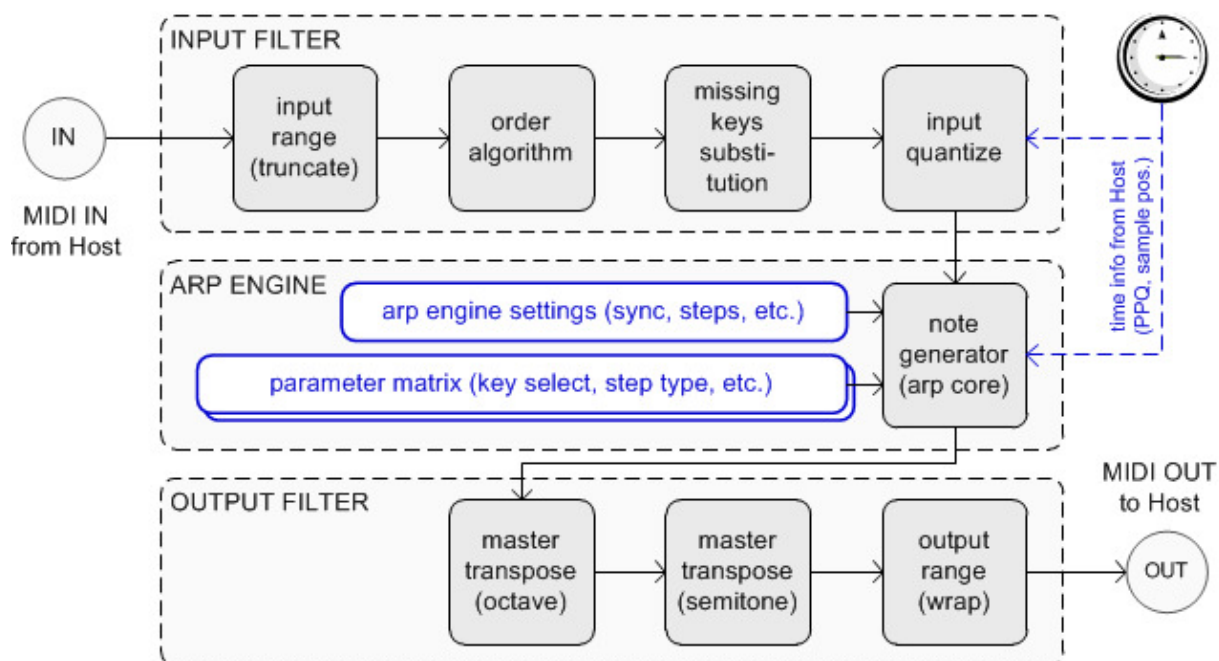 INPUT FILTER
IN
MIDI IN
from Host
input
range
(truncate)
order
algorithm
missing
keys
substi-
tution
input
quantize
time info from Host
(PPQ, sample pos.)
ARP ENGINE
arp engine settings (sync, steps, etc.)
parameter matrix (key select, step type, etc.)
note
generator
(arp core)
OUTPUT FILTER
master
transpose
(octave)
master
transpose
(semitone)
output
range
(wrap)
MIDI OUT
to Host
OUT